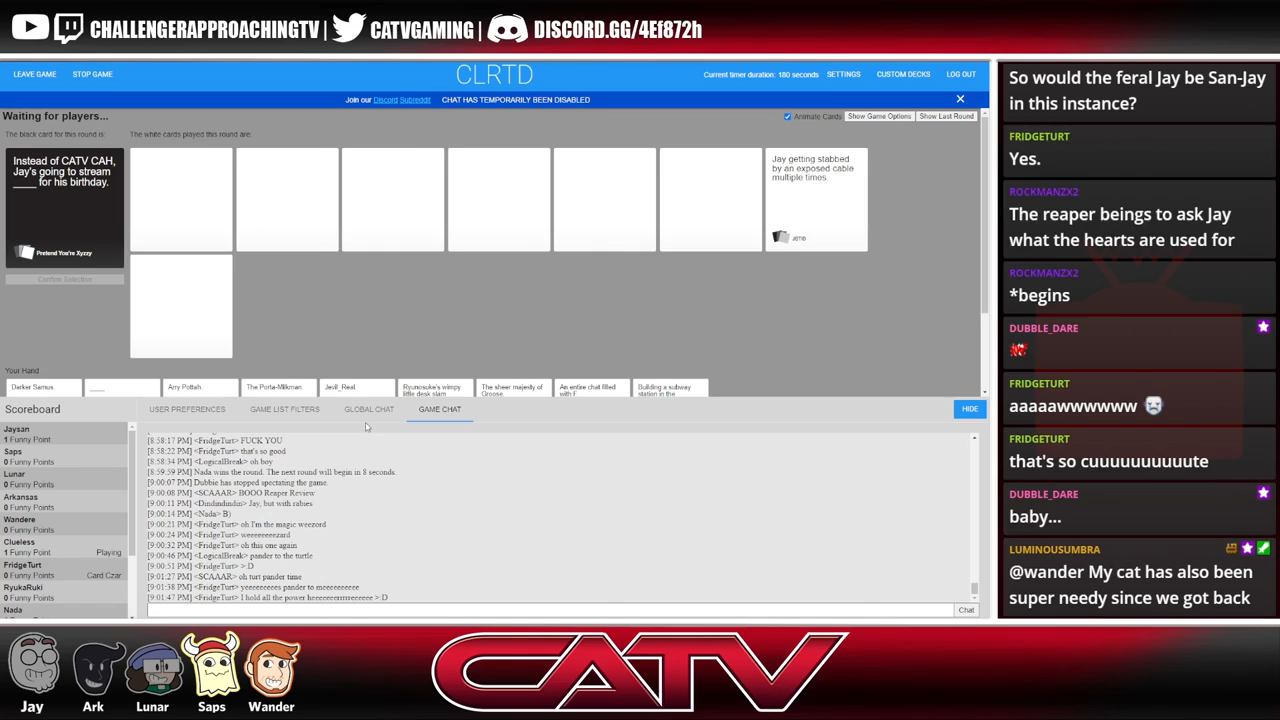 CHALLENGERAPPROACHINGTV | CATVGAMING | DISCORD.GG/4Ef872h
LEAVE GAME STOP GAME CLRTD Current timer duration: 180 seconds SETTINGS CUSTOM DECKS LOG OUT
Join our Discord Subreddit CHAT HAS TEMPORARILY BEEN DISABLED
Waiting for players...
Animate Cards Show Game Options Show Last Round
The black card for this round is: The white cards played this round are:
Instead of CATV CAH,
Jay's going to stream
____ for his birthday.
Pretend You're Xyzzy
Confirm Selection
Jay getting stabbed
by an exposed cable
multiple times.
Your Hand
Darker Samus.
____
Arry Pottah.
The Porta-Milkman
Jevil_Real
Ryunosuke's wimpy
little desk slam
The sheer majesty of
Groose.
An entire chat filled
with F
Building a subway
station in the
Scoreboard
USER PREFERENCES GAME LIST FILTERS GLOBAL CHAT GAME CHAT HIDE
Jaysan
1 Funny Point
Saps
0 Funny Points
Lunar
0 Funny Points
Arkansas
0 Funny Points
Wandere
0 Funny Points
Clueless
1 Funny Point Playing
FridgeTurt
0 Funny Points Card Czar
RyukaRuki
0 Funny Points
Nada
[8:58:17 PM] <FridgeTurt> FUCK YOU
[8:58:22 PM] <FridgeTurt> that's so good
[8:58:34 PM] <LogicalBreak> oh boy
[8:59:59 PM] Nada wins the round. The next round will begin in 8 seconds.
[9:00:07 PM] Dubbie has stopped spectating the game.
[9:00:08 PM] <SCAAAR> BOOO Reaper Review
[9:00:11 PM] <Dindindindin> Jay, but with rabies
[9:00:14 PM] <Nada> B)
[9:00:21 PM] <FridgeTurt> oh I'm the magic weezord
[9:00:24 PM] <FridgeTurt> weeeeeeeezard
[9:00:32 PM] <FridgeTurt> oh this one again
[9:00:46 PM] <LogicalBreak> pander to the turtle
[9:00:51 PM] <FridgeTurt> >:D
[9:01:27 PM] <SCAAAR> oh turt pander time
[9:01:38 PM] <FridgeTurt> yeeeeeeeees pander to meeeeeeeeee
[9:01:47 PM] <FridgeTurt> I hold all the power heeeeeerrrrreceeeee >:D
Chat
So would the feral Jay be San-Jay
in this instance?
FRIDGETURT
Yes.
ROCKMANZX2
The reaper beings to ask Jay
what the hearts are used for
ROCKMANZX2
*begins
DUBBLE_DARE
FRIDGETURT
aaaaawwwwww
FRIDGETURT
that's so cuuuuuuuuuute
DUBBLE_DARE
baby...
LUMINOUSUMBRA
@wander My cat has also been
super needy since we got back
Jay Ark Lunar Saps Wander
CATV